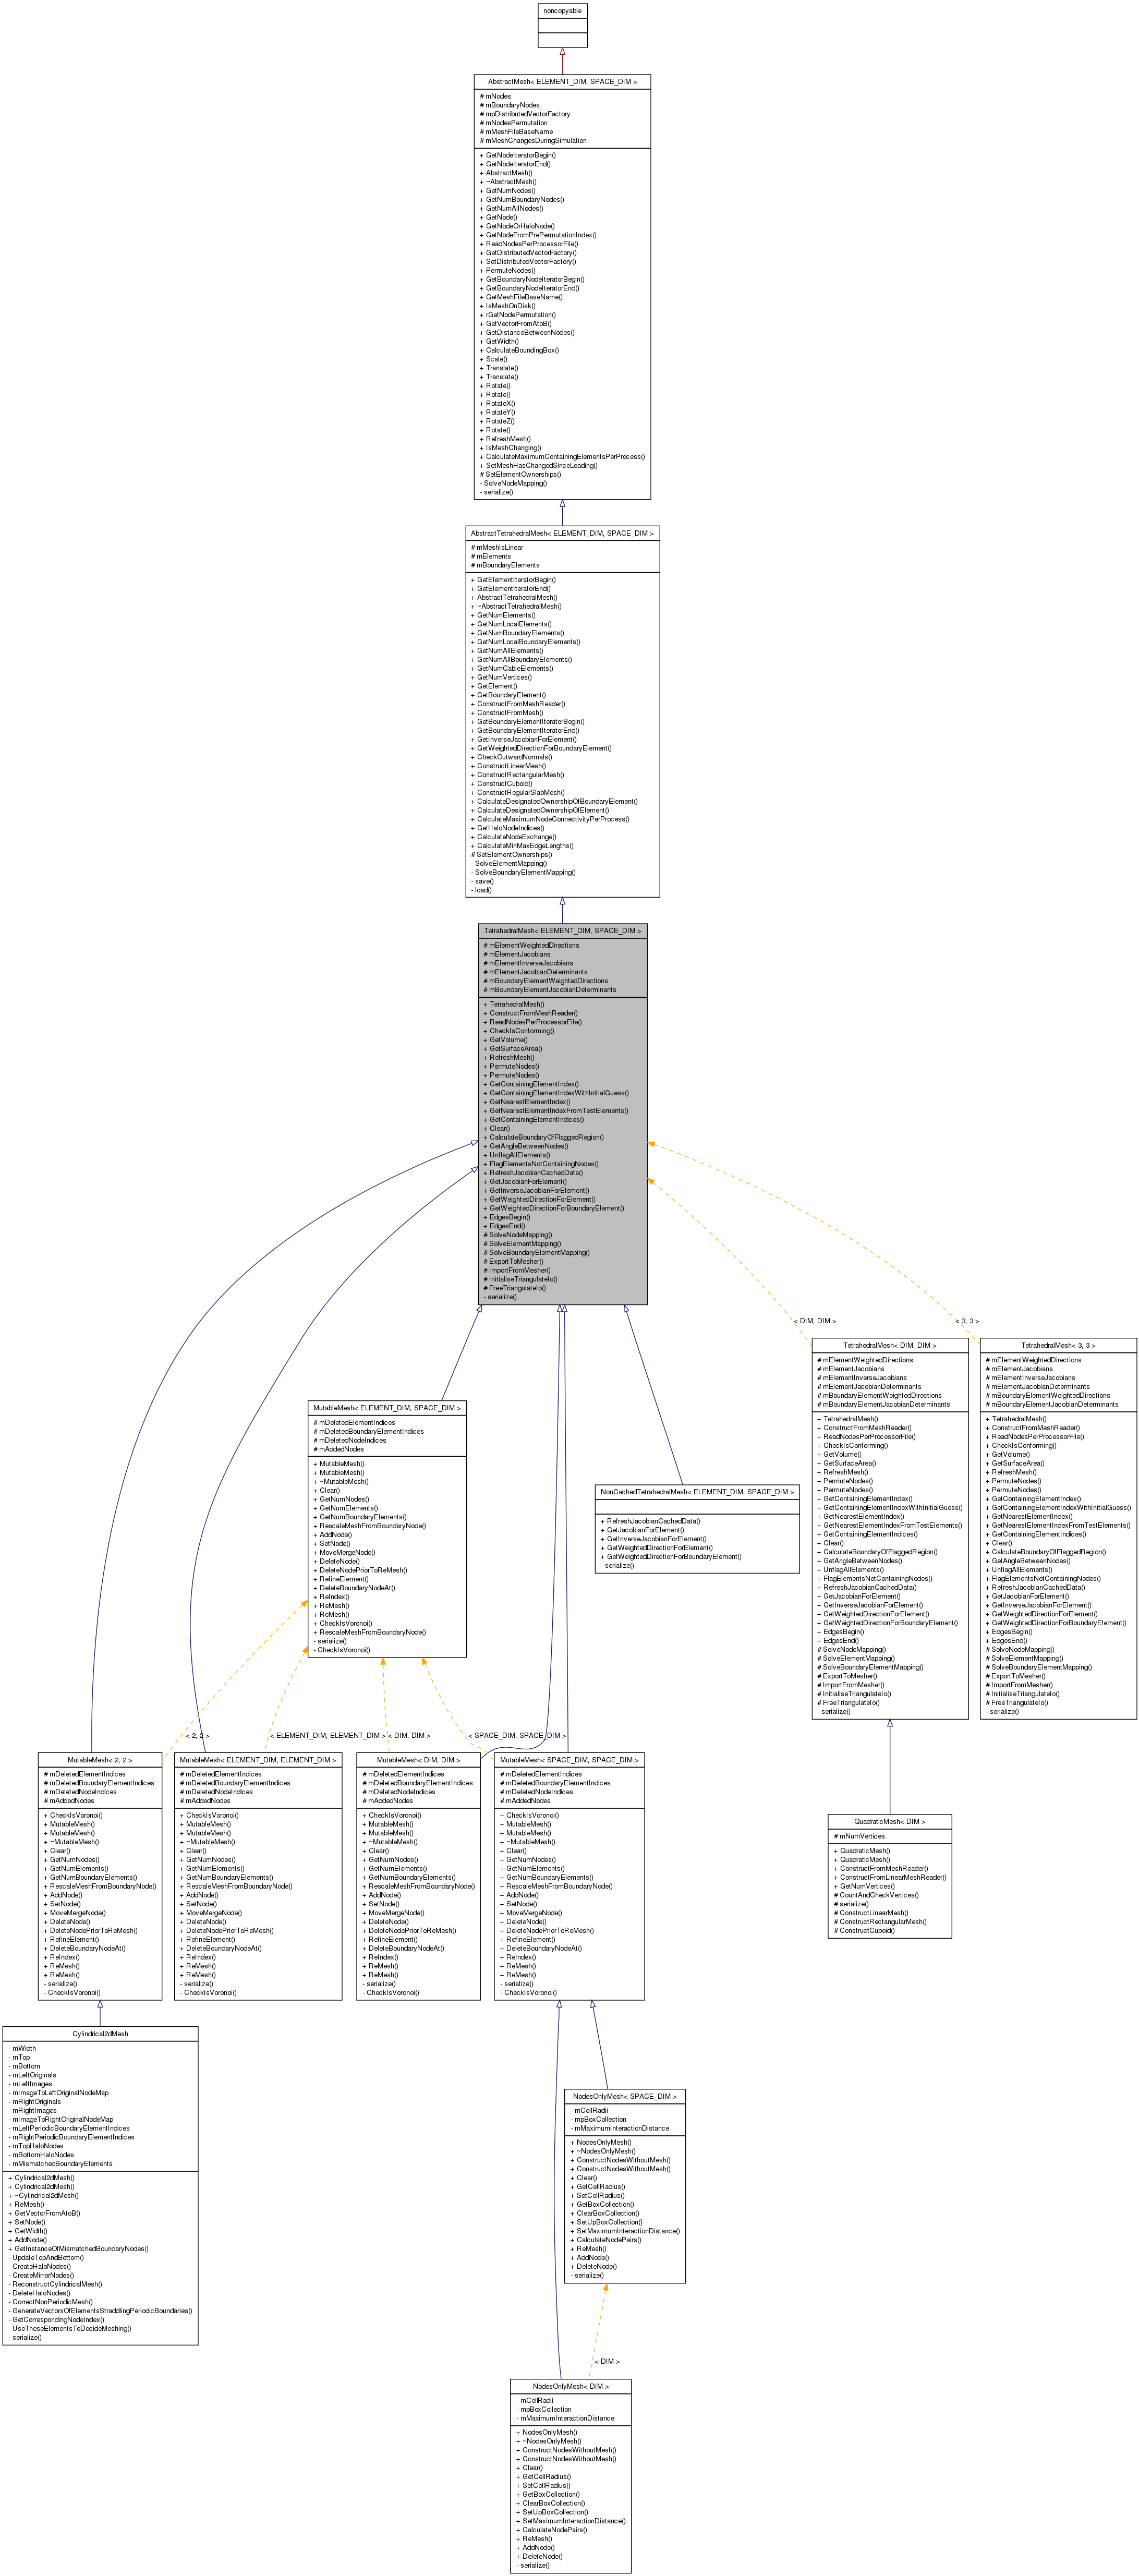 noncopyable
AbstractMesh< ELEMENT_DIM, SPACE_DIM >
# mNodes
# mBoundaryNodes
# mpDistributedVectorFactory
# mNodesPermutation
# mMeshFileBaseName
# mMeshChangesDuringSimulation
+ GetNodeIteratorBegin()
+ GetNodeIteratorEnd()
+ AbstractMesh()
+ ~AbstractMesh()
+ GetNumNodes()
+ GetNumBoundaryNodes()
+ GetNumAllNodes()
+ GetNode()
+ GetNodeOrHaloNode()
+ GetNodeFromPrePermutationIndex()
+ ReadNodesPerProcessorFile()
+ GetDistributedVectorFactory()
+ SetDistributedVectorFactory()
+ PermuteNodes()
+ GetBoundaryNodeIteratorBegin()
+ GetBoundaryNodeIteratorEnd()
+ GetMeshFileBaseName()
+ IsMeshOnDisk()
+ rGetNodePermutation()
+ GetVectorFromAtoB()
+ GetDistanceBetweenNodes()
+ GetWidth()
+ CalculateBoundingBox()
+ Scale()
+ Translate()
+ Translate()
+ Rotate()
+ Rotate()
+ RotateX()
+ RotateY()
+ RotateZ()
+ Rotate()
+ RefreshMesh()
+ IsMeshChanging()
+ CalculateMaximumContainingElementsPerProcess()
+ SetMeshHasChangedSinceLoading()
# SetElementOwnerships()
- SolveNodeMapping()
- serialize()
AbstractTetrahedralMesh< ELEMENT_DIM, SPACE_DIM >
# mMeshIsLinear
# mElements
# mBoundaryElements
+ GetElementIteratorBegin()
+ GetElementIteratorEnd()
+ AbstractTetrahedralMesh()
+ ~AbstractTetrahedralMesh()
+ GetNumElements()
+ GetNumLocalElements()
+ GetNumBoundaryElements()
+ GetNumLocalBoundaryElements()
+ GetNumAllElements()
+ GetNumAllBoundaryElements()
+ GetNumCableElements()
+ GetNumVertices()
+ GetElement()
+ GetBoundaryElement()
+ ConstructFromMeshReader()
+ ConstructFromMesh()
+ GetBoundaryElementIteratorBegin()
+ GetBoundaryElementIteratorEnd()
+ GetInverseJacobianForElement()
+ GetWeightedDirectionForBoundaryElement()
+ CheckOutwardNormals()
+ ConstructLinearMesh()
+ ConstructRectangularMesh()
+ ConstructCuboid()
+ ConstructRegularSlabMesh()
+ CalculateDesignatedOwnershipOfBoundaryElement()
+ CalculateDesignatedOwnershipOfElement()
+ CalculateMaximumNodeConnectivityPerProcess()
+ GetHaloNodeIndices()
+ CalculateNodeExchange()
+ CalculateMinMaxEdgeLengths()
# SetElementOwnerships()
- SolveElementMapping()
- SolveBoundaryElementMapping()
- save()
- load()
TetrahedralMesh< ELEMENT_DIM, SPACE_DIM >
# mElementWeightedDirections
# mElementJacobians
# mElementInverseJacobians
# mElementJacobianDeterminants
# mBoundaryElementWeightedDirections
# mBoundaryElementJacobianDeterminants
+ TetrahedralMesh()
+ ConstructFromMeshReader()
+ ReadNodesPerProcessorFile()
+ CheckIsConforming()
+ GetVolume()
+ GetSurfaceArea()
+ RefreshMesh()
+ PermuteNodes()
+ PermuteNodes()
+ GetContainingElementIndex()
+ GetContainingElementIndexWithInitialGuess()
+ GetNearestElementIndex()
+ GetNearestElementIndexFromTestElements()
+ GetContainingElementIndices()
+ Clear()
+ CalculateBoundaryOfFlaggedRegion()
+ GetAngleBetweenNodes()
+ UnflagAllElements()
+ FlagElementsNotContainingNodes()
+ RefreshJacobianCachedData()
+ GetJacobianForElement()
+ GetInverseJacobianForElement()
+ GetWeightedDirectionForElement()
+ GetWeightedDirectionForBoundaryElement()
+ EdgesBegin()
+ EdgesEnd()
# SolveNodeMapping()
# SolveElementMapping()
# SolveBoundaryElementMapping()
# ExportToMesher()
# ImportFromMesher()
# InitialiseTriangulateIo()
# FreeTriangulateIo()
- serialize()
< DIM, DIM >
< 3, 3 >
TetrahedralMesh< DIM, DIM >
# mElementWeightedDirections
# mElementJacobians
# mElementInverseJacobians
# mElementJacobianDeterminants
# mBoundaryElementWeightedDirections
# mBoundaryElementJacobianDeterminants
+ TetrahedralMesh()
+ ConstructFromMeshReader()
+ ReadNodesPerProcessorFile()
+ CheckIsConforming()
+ GetVolume()
+ GetSurfaceArea()
+ RefreshMesh()
+ PermuteNodes()
+ PermuteNodes()
+ GetContainingElementIndex()
+ GetContainingElementIndexWithInitialGuess()
+ GetNearestElementIndex()
+ GetNearestElementIndexFromTestElements()
+ GetContainingElementIndices()
+ Clear()
+ CalculateBoundaryOfFlaggedRegion()
+ GetAngleBetweenNodes()
+ UnflagAllElements()
+ FlagElementsNotContainingNodes()
+ RefreshJacobianCachedData()
+ GetJacobianForElement()
+ GetInverseJacobianForElement()
+ GetWeightedDirectionForElement()
+ GetWeightedDirectionForBoundaryElement()
+ EdgesBegin()
+ EdgesEnd()
# SolveNodeMapping()
# SolveElementMapping()
# SolveBoundaryElementMapping()
# ExportToMesher()
# ImportFromMesher()
# InitialiseTriangulateIo()
# FreeTriangulateIo()
- serialize()
TetrahedralMesh< 3, 3 >
# mElementWeightedDirections
# mElementJacobians
# mElementInverseJacobians
# mElementJacobianDeterminants
# mBoundaryElementWeightedDirections
# mBoundaryElementJacobianDeterminants
+ TetrahedralMesh()
+ ConstructFromMeshReader()
+ ReadNodesPerProcessorFile()
+ CheckIsConforming()
+ GetVolume()
+ GetSurfaceArea()
+ RefreshMesh()
+ PermuteNodes()
+ PermuteNodes()
+ GetContainingElementIndex()
+ GetContainingElementIndexWithInitialGuess()
+ GetNearestElementIndex()
+ GetNearestElementIndexFromTestElements()
+ GetContainingElementIndices()
+ Clear()
+ CalculateBoundaryOfFlaggedRegion()
+ GetAngleBetweenNodes()
+ UnflagAllElements()
+ FlagElementsNotContainingNodes()
+ RefreshJacobianCachedData()
+ GetJacobianForElement()
+ GetInverseJacobianForElement()
+ GetWeightedDirectionForElement()
+ GetWeightedDirectionForBoundaryElement()
+ EdgesBegin()
+ EdgesEnd()
# SolveNodeMapping()
# SolveElementMapping()
# SolveBoundaryElementMapping()
# ExportToMesher()
# ImportFromMesher()
# InitialiseTriangulateIo()
# FreeTriangulateIo()
- serialize()
MutableMesh< ELEMENT_DIM, SPACE_DIM >
# mDeletedElementIndices
# mDeletedBoundaryElementIndices
# mDeletedNodeIndices
# mAddedNodes
+ MutableMesh()
+ MutableMesh()
+ ~MutableMesh()
+ Clear()
+ GetNumNodes()
+ GetNumElements()
+ GetNumBoundaryElements()
+ RescaleMeshFromBoundaryNode()
+ AddNode()
+ SetNode()
+ MoveMergeNode()
+ DeleteNode()
+ DeleteNodePriorToReMesh()
+ RefineElement()
+ DeleteBoundaryNodeAt()
+ ReIndex()
+ ReMesh()
+ ReMesh()
+ CheckIsVoronoi()
+ RescaleMeshFromBoundaryNode()
- serialize()
- CheckIsVoronoi()
NonCachedTetrahedralMesh< ELEMENT_DIM, SPACE_DIM >
+ RefreshJacobianCachedData()
+ GetJacobianForElement()
+ GetInverseJacobianForElement()
+ GetWeightedDirectionForElement()
+ GetWeightedDirectionForBoundaryElement()
- serialize()
< 2, 2 >
< ELEMENT_DIM, ELEMENT_DIM >
< DIM, DIM >
< SPACE_DIM, SPACE_DIM >
MutableMesh< 2, 2 >
# mDeletedElementIndices
# mDeletedBoundaryElementIndices
# mDeletedNodeIndices
# mAddedNodes
+ CheckIsVoronoi()
+ MutableMesh()
+ MutableMesh()
+ ~MutableMesh()
+ Clear()
+ GetNumNodes()
+ GetNumElements()
+ GetNumBoundaryElements()
+ RescaleMeshFromBoundaryNode()
+ AddNode()
+ SetNode()
+ MoveMergeNode()
+ DeleteNode()
+ DeleteNodePriorToReMesh()
+ RefineElement()
+ DeleteBoundaryNodeAt()
+ ReIndex()
+ ReMesh()
+ ReMesh()
- serialize()
- CheckIsVoronoi()
MutableMesh< ELEMENT_DIM, ELEMENT_DIM >
# mDeletedElementIndices
# mDeletedBoundaryElementIndices
# mDeletedNodeIndices
# mAddedNodes
+ CheckIsVoronoi()
+ MutableMesh()
+ MutableMesh()
+ ~MutableMesh()
+ Clear()
+ GetNumNodes()
+ GetNumElements()
+ GetNumBoundaryElements()
+ RescaleMeshFromBoundaryNode()
+ AddNode()
+ SetNode()
+ MoveMergeNode()
+ DeleteNode()
+ DeleteNodePriorToReMesh()
+ RefineElement()
+ DeleteBoundaryNodeAt()
+ ReIndex()
+ ReMesh()
+ ReMesh()
- serialize()
- CheckIsVoronoi()
MutableMesh< DIM, DIM >
# mDeletedElementIndices
# mDeletedBoundaryElementIndices
# mDeletedNodeIndices
# mAddedNodes
+ CheckIsVoronoi()
+ MutableMesh()
+ MutableMesh()
+ ~MutableMesh()
+ Clear()
+ GetNumNodes()
+ GetNumElements()
+ GetNumBoundaryElements()
+ RescaleMeshFromBoundaryNode()
+ AddNode()
+ SetNode()
+ MoveMergeNode()
+ DeleteNode()
+ DeleteNodePriorToReMesh()
+ RefineElement()
+ DeleteBoundaryNodeAt()
+ ReIndex()
+ ReMesh()
+ ReMesh()
- serialize()
- CheckIsVoronoi()
MutableMesh< SPACE_DIM, SPACE_DIM >
# mDeletedElementIndices
# mDeletedBoundaryElementIndices
# mDeletedNodeIndices
# mAddedNodes
+ CheckIsVoronoi()
+ MutableMesh()
+ MutableMesh()
+ ~MutableMesh()
+ Clear()
+ GetNumNodes()
+ GetNumElements()
+ GetNumBoundaryElements()
+ RescaleMeshFromBoundaryNode()
+ AddNode()
+ SetNode()
+ MoveMergeNode()
+ DeleteNode()
+ DeleteNodePriorToReMesh()
+ RefineElement()
+ DeleteBoundaryNodeAt()
+ ReIndex()
+ ReMesh()
+ ReMesh()
- serialize()
- CheckIsVoronoi()
QuadraticMesh< DIM >
# mNumVertices
+ QuadraticMesh()
+ QuadraticMesh()
+ ConstructFromMeshReader()
+ ConstructFromLinearMeshReader()
+ GetNumVertices()
# CountAndCheckVertices()
# serialize()
# ConstructLinearMesh()
# ConstructRectangularMesh()
# ConstructCuboid()
Cylindrical2dMesh
- mWidth
- mTop
- mBottom
- mLeftOriginals
- mLeftImages
- mImageToLeftOriginalNodeMap
- mRightOriginals
- mRightImages
- mImageToRightOriginalNodeMap
- mLeftPeriodicBoundaryElementIndices
- mRightPeriodicBoundaryElementIndices
- mTopHaloNodes
- mBottomHaloNodes
- mMismatchedBoundaryElements
+ Cylindrical2dMesh()
+ Cylindrical2dMesh()
+ ~Cylindrical2dMesh()
+ ReMesh()
+ GetVectorFromAtoB()
+ SetNode()
+ GetWidth()
+ AddNode()
+ GetInstanceOfMismatchedBoundaryNodes()
- UpdateTopAndBottom()
- CreateHaloNodes()
- CreateMirrorNodes()
- ReconstructCylindricalMesh()
- DeleteHaloNodes()
- CorrectNonPeriodicMesh()
- GenerateVectorsOfElementsStraddlingPeriodicBoundaries()
- GetCorrespondingNodeIndex()
- UseTheseElementsToDecideMeshing()
- serialize()
NodesOnlyMesh< SPACE_DIM >
- mCellRadii
- mpBoxCollection
- mMaximumInteractionDistance
+ NodesOnlyMesh()
+ ~NodesOnlyMesh()
+ ConstructNodesWithoutMesh()
+ ConstructNodesWithoutMesh()
+ Clear()
+ GetCellRadius()
+ SetCellRadius()
+ GetBoxCollection()
+ ClearBoxCollection()
+ SetUpBoxCollection()
+ SetMaximumInteractionDistance()
+ CalculateNodePairs()
+ ReMesh()
+ AddNode()
+ DeleteNode()
- serialize()
< DIM >
NodesOnlyMesh< DIM >
- mCellRadii
- mpBoxCollection
- mMaximumInteractionDistance
+ NodesOnlyMesh()
+ ~NodesOnlyMesh()
+ ConstructNodesWithoutMesh()
+ ConstructNodesWithoutMesh()
+ Clear()
+ GetCellRadius()
+ SetCellRadius()
+ GetBoxCollection()
+ ClearBoxCollection()
+ SetUpBoxCollection()
+ SetMaximumInteractionDistance()
+ CalculateNodePairs()
+ ReMesh()
+ AddNode()
+ DeleteNode()
- serialize()